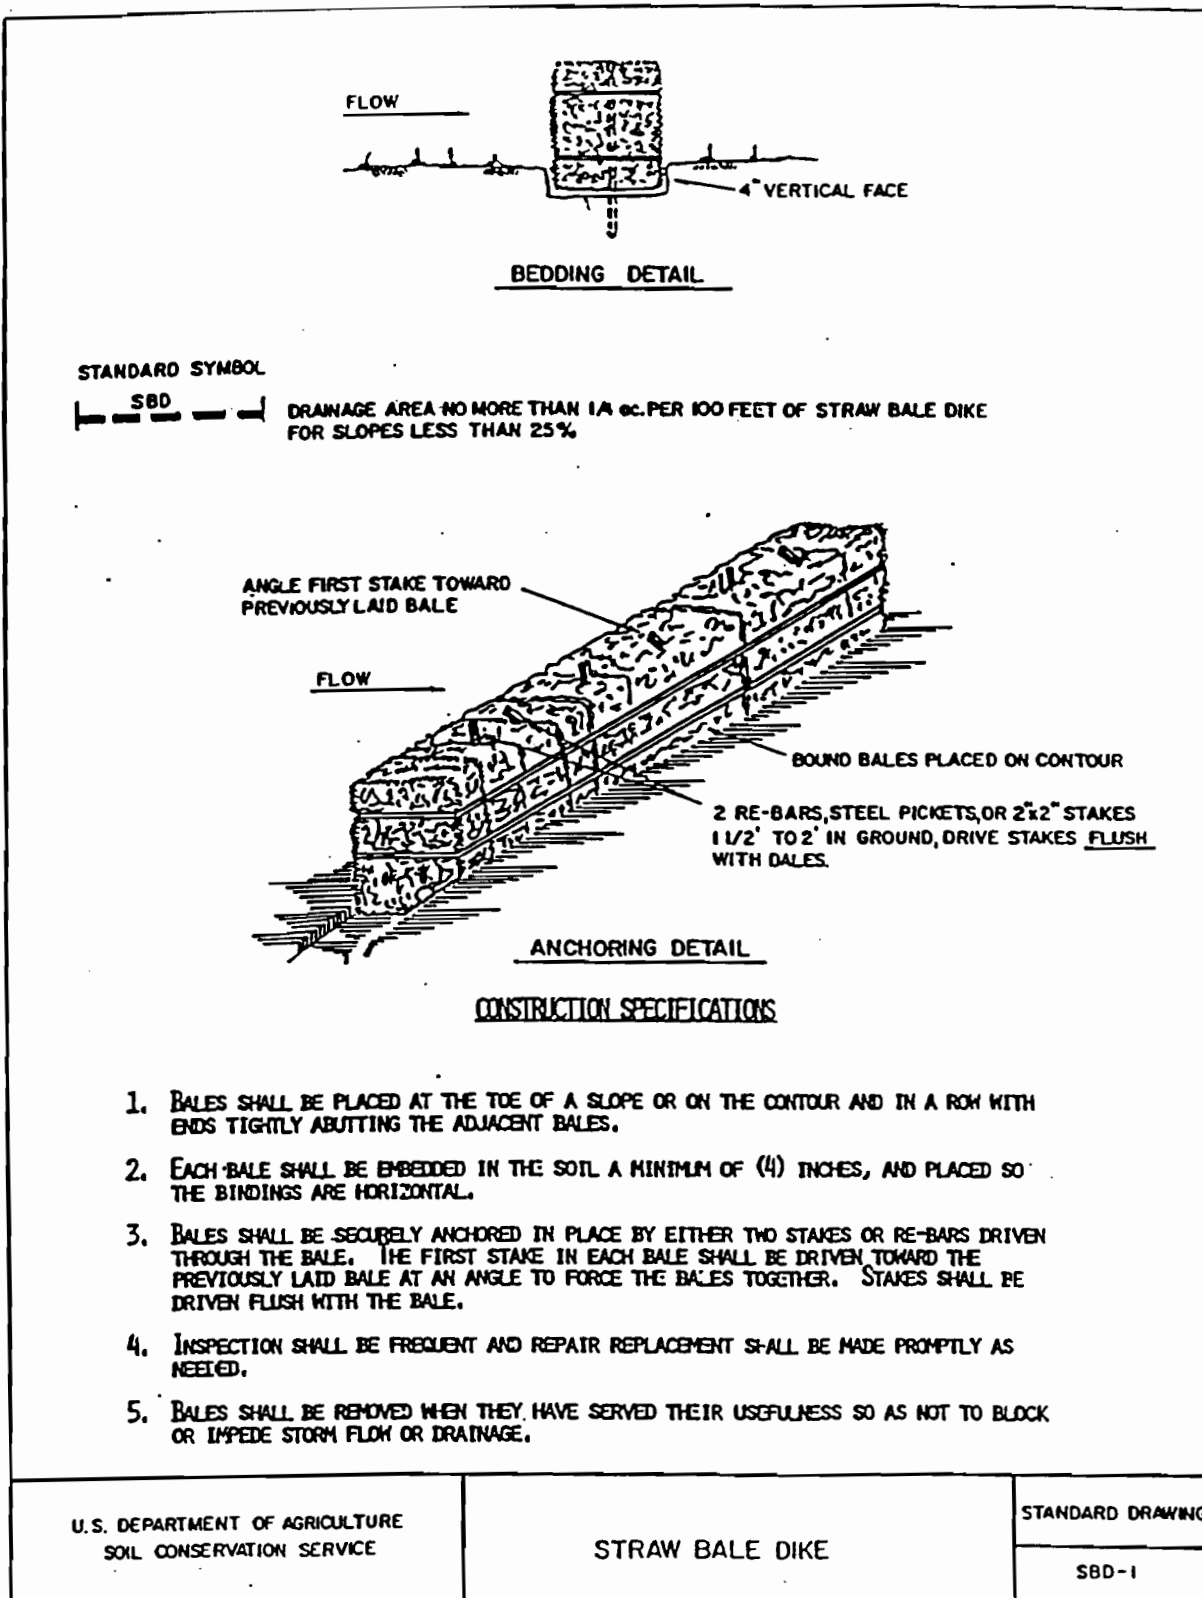 FLOW
4" VERTICAL FACE
BEDDING DETAIL
STANDARD SYMBOL
SBD
DRAINAGE AREA NO MORE THAN 1/4 ac. PER 100 FEET OF STRAW BALE DIKE
FOR SLOPES LESS THAN 25%.
ANGLE FIRST STAKE TOWARD
PREVIOUSLY LAID BALE
FLOW
BOUND BALES PLACED ON CONTOUR
2 RE-BARS, STEEL PICKETS, OR 2"x2" STAKES
1 1/2' TO 2' IN GROUND, DRIVE STAKES FLUSH
WITH BALES.
ANCHORING DETAIL
CONSTRUCTION SPECIFICATIONS
1. BALES SHALL BE PLACED AT THE TOE OF A SLOPE OR ON THE CONTOUR AND IN A ROW WITH
ENDS TIGHTLY ABUTTING THE ADJACENT BALES.
2. EACH BALE SHALL BE EMBEDDED IN THE SOIL A MINIMUM OF (4) INCHES, AND PLACED SO
THE BINDINGS ARE HORIZONTAL.
3. BALES SHALL BE SECURELY ANCHORED IN PLACE BY EITHER TWO STAKES OR RE-BARS DRIVEN
THROUGH THE BALE. THE FIRST STAKE IN EACH BALE SHALL BE DRIVEN TOWARD THE
PREVIOUSLY LAID BALE AT AN ANGLE TO FORCE THE BALES TOGETHER. STAKES SHALL BE
DRIVEN FLUSH WITH THE BALE.
4. INSPECTION SHALL BE FREQUENT AND REPAIR REPLACEMENT SHALL BE MADE PROMPTLY AS
NEEDED.
5. BALES SHALL BE REMOVED WHEN THEY HAVE SERVED THEIR USEFULNESS SO AS NOT TO BLOCK
OR IMPEDE STORM FLOW OR DRAINAGE.
U.S. DEPARTMENT OF AGRICULTURE
SOIL CONSERVATION SERVICE
STRAW BALE DIKE
STANDARD DRAWING
SBD-1